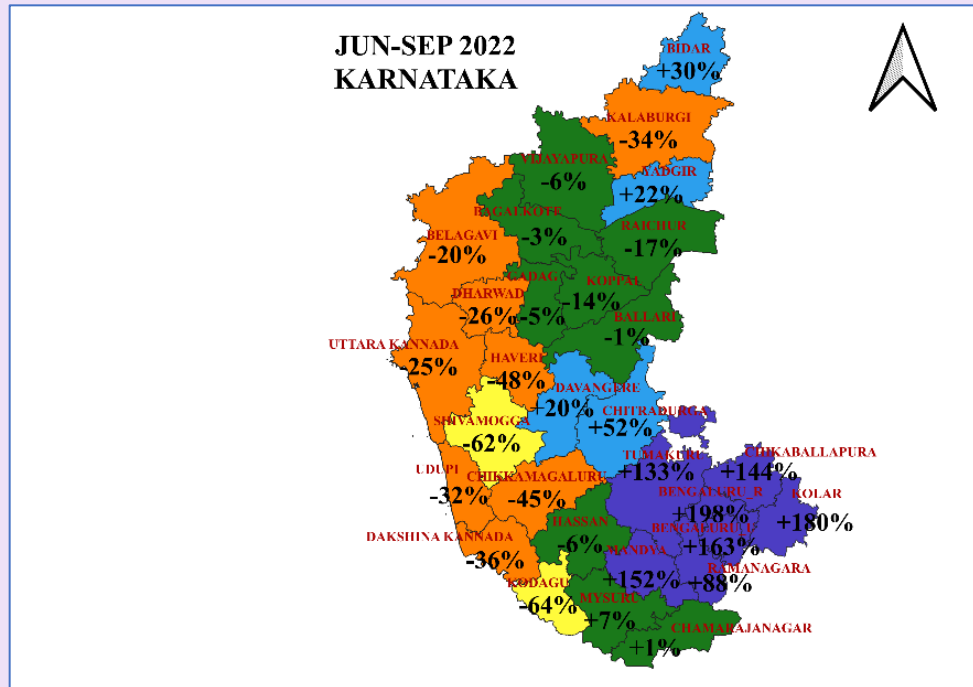 JUN-SEP 2022
KARNATAKA
BIDAR
+30%
KALABURGI
-34%
VIJAYAPURA
-6%
YADGIR
+22%
BAGALKOTE
-3%
RAICHUR
-17%
BELAGAVI
-20%
GADAG
-5%
KOPPAL
-14%
DHARWAD
-26%
BALLARI
-1%
UTTARA KANNADA
-25%
HAVERI
-48%
DAVANGERE
+20%
CHITRADURGA
+52%
SHIVAMOGGA
-62%
TUMAKURU
+133%
CHIKABALLAPURA
+144%
UDUPI
-32%
CHIKKAMAGALURU
-45%
BENGALURU_R
+198%
KOLAR
+180%
HASSAN
-6%
BENGALURU_U
+163%
DAKSHINA KANNADA
-36%
MANDYA
+152%
RAMANAGARA
+88%
KODAGU
-64%
MYSURU
+7%
CHAMARAJANAGAR
+1%